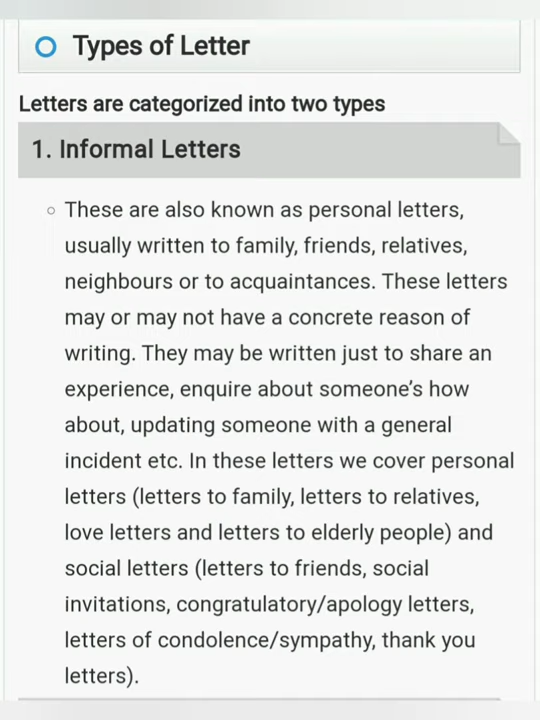 Types of Letter
Letters are categorized into two types
1. Informal Letters
These are also known as personal letters,
usually written to family, friends, relatives,
neighbours or to acquaintances. These letters
may or may not have a concrete reason of
writing. They may be written just to share an
experience, enquire about someone’s how
about, updating someone with a general
incident etc. In these letters we cover personal
letters (letters to family, letters to relatives,
love letters and letters to elderly people) and
social letters (letters to friends, social
invitations, congratulatory/apology letters,
letters of condolence/sympathy, thank you
letters).